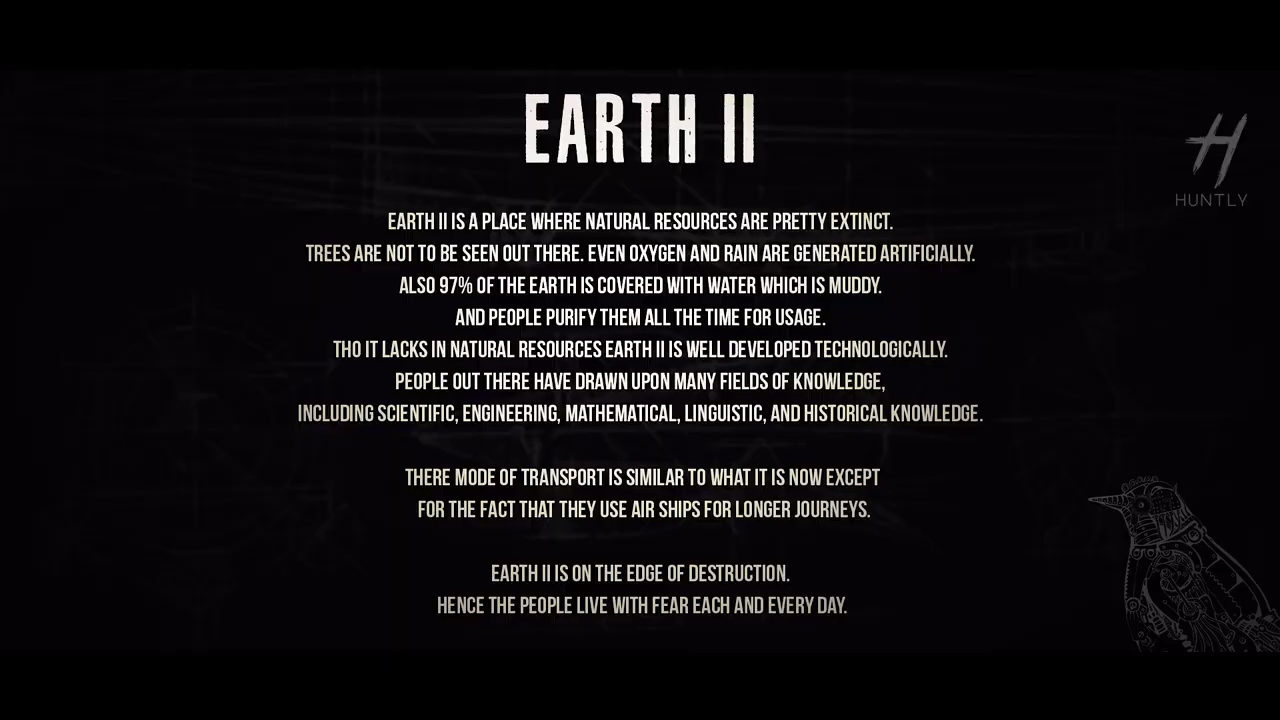 EARTH II
H
HUNTLY
EARTH II IS A PLACE WHERE NATURAL RESOURCES ARE PRETTY EXTINCT.
TREES ARE NOT TO BE SEEN OUT THERE. EVEN OXYGEN AND RAIN ARE GENERATED ARTIFICIALLY.
ALSO 97% OF THE EARTH IS COVERED WITH WATER WHICH IS MUDDY.
AND PEOPLE PURIFY THEM ALL THE TIME FOR USAGE.
THO IT LACKS IN NATURAL RESOURCES EARTH II IS WELL DEVELOPED TECHNOLOGICALLY.
PEOPLE OUT THERE HAVE DRAWN UPON MANY FIELDS OF KNOWLEDGE,
INCLUDING SCIENTIFIC, ENGINEERING, MATHEMATICAL, LINGUISTIC, AND HISTORICAL KNOWLEDGE.
THERE MODE OF TRANSPORT IS SIMILAR TO WHAT IT IS NOW EXCEPT
FOR THE FACT THAT THEY USE AIR SHIPS FOR LONGER JOURNEYS.
EARTH II IS ON THE EDGE OF DESTRUCTION.
HENCE THE PEOPLE LIVE WITH FEAR EACH AND EVERY DAY.